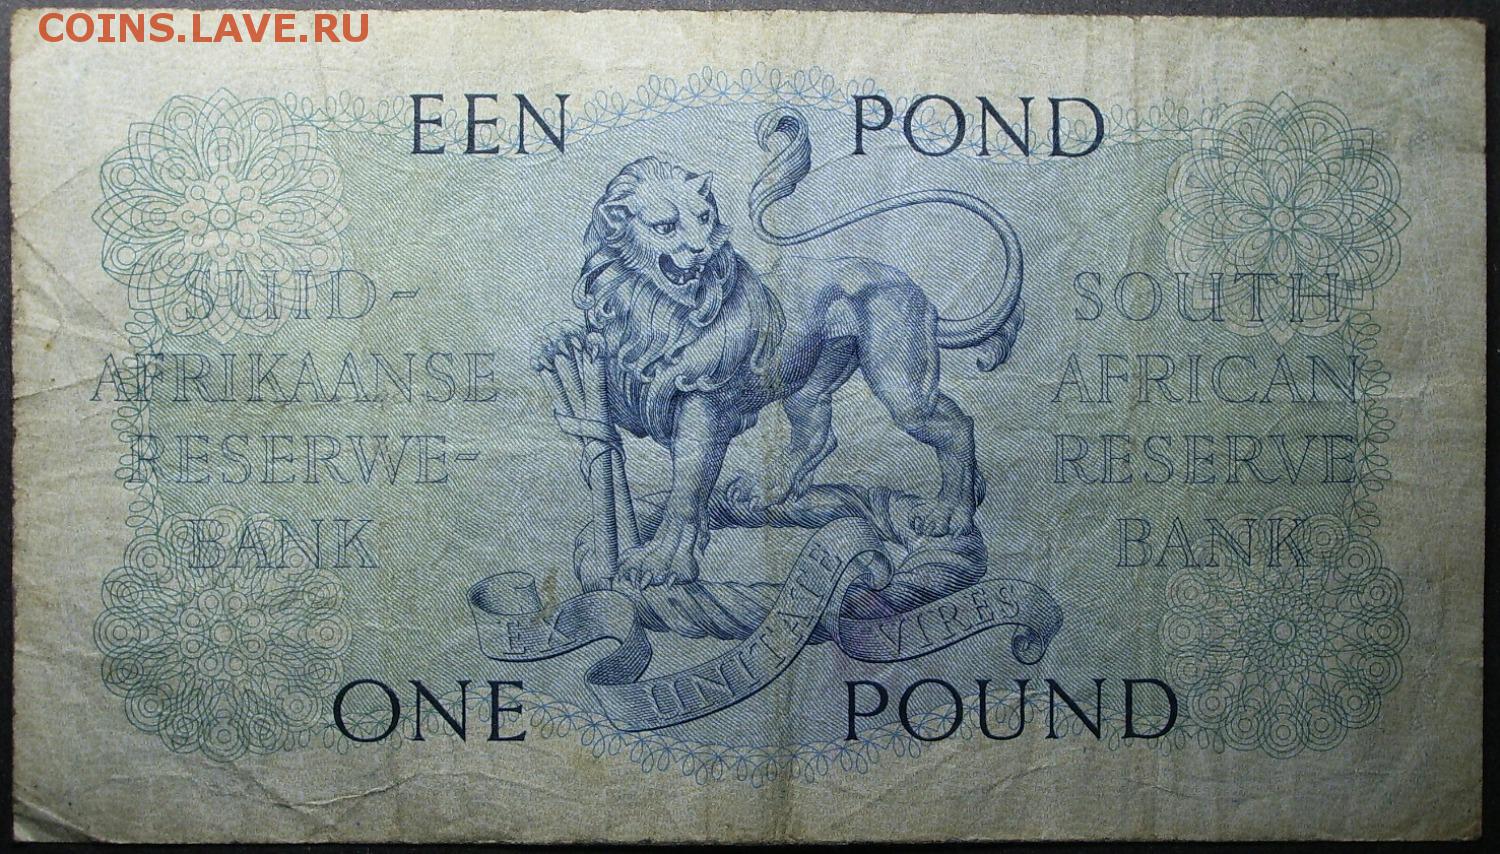 COINS.LAVE.RU
EEN POND
SUID-
AFRIKAANSE
RESERWE-
BANK
SOUTH
AFRICAN
RESERVE
BANK
EX UNITATE VIRES
ONE POUND